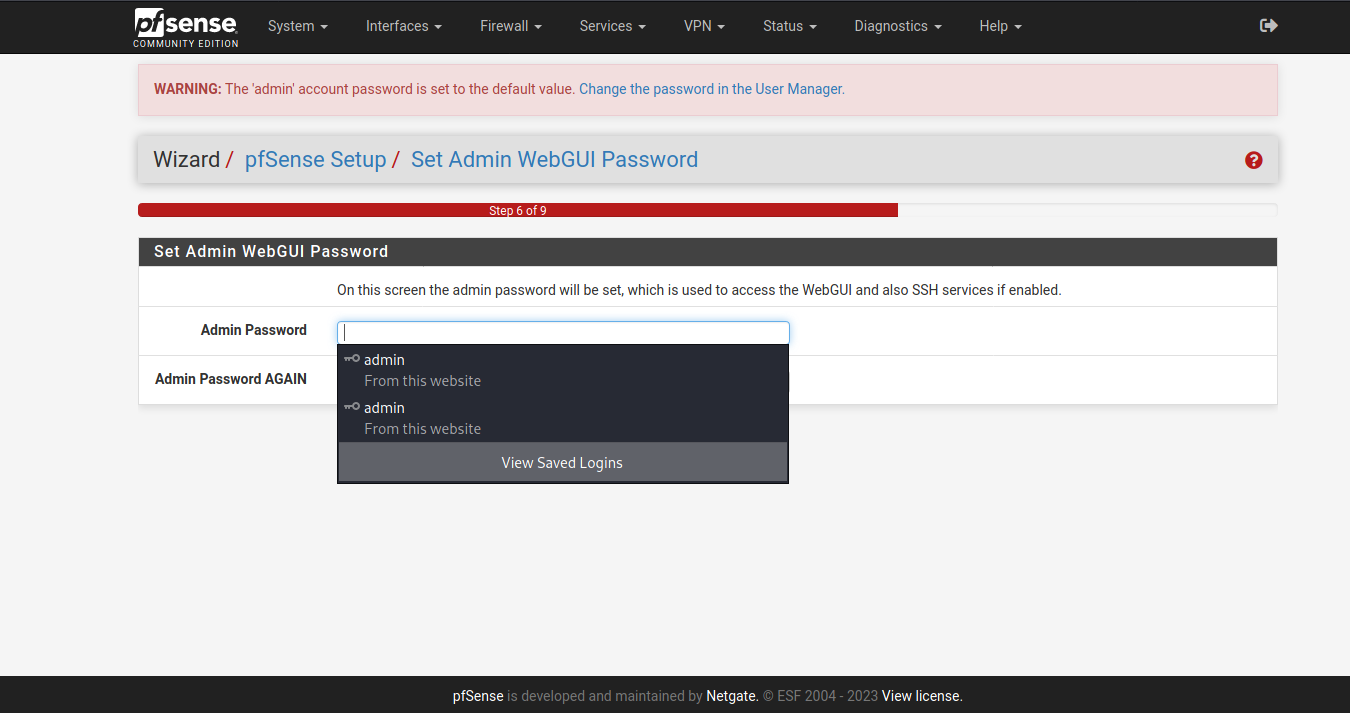 pfsense
COMMUNITY EDITION
System Interfaces Firewall Services VPN Status Diagnostics Help
WARNING: The 'admin' account password is set to the default value. Change the password in the User Manager.
Wizard / pfSense Setup / Set Admin WebGUI Password
Step 6 of 9
Set Admin WebGUI Password
On this screen the admin password will be set, which is used to access the WebGUI and also SSH services if enabled.
Admin Password
Admin Password AGAIN
admin
From this website
admin
From this website
View Saved Logins
pfSense is developed and maintained by Netgate. © ESF 2004 - 2023 View license.